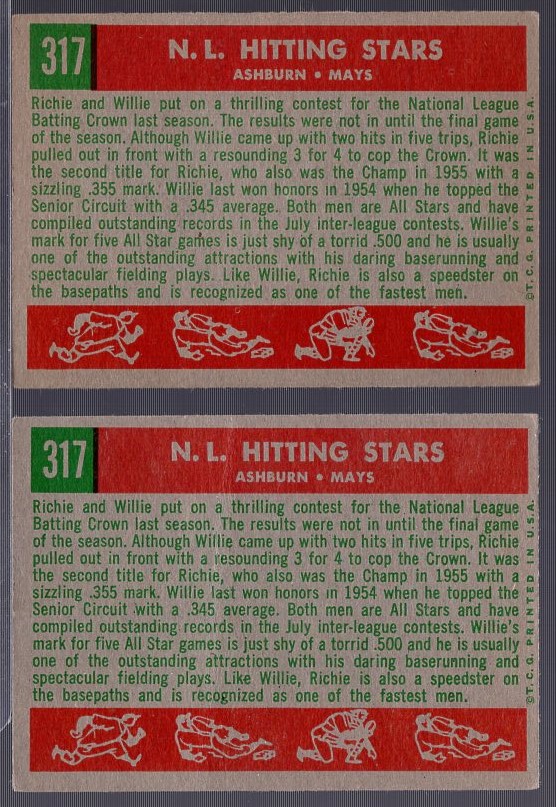 317
N. L. HITTING STARS
ASHBURN • MAYS
Richie and Willie put on a thrilling contest for the National League
Batting Crown last season. The results were not in until the final game
of the season. Although Willie came up with two hits in five trips, Richie
pulled out in front with a resounding 3 for 4 to cop the Crown. It was
the second title for Richie, who also was the Champ in 1955 with a
sizzling .355 mark. Willie last won honors in 1954 when he topped the
Senior Circuit with a .345 average. Both men are All Stars and have
compiled outstanding records in the July inter-league contests. Willie's
mark for five All Star games is just shy of a torrid .500 and he is usually
one of the outstanding attractions with his daring baserunning and
spectacular fielding plays. Like Willie, Richie is also a speedster on
the basepaths and is recognized as one of the fastest men.
©T.C.G. PRINTED IN U.S.A.
317
N. L. HITTING STARS
ASHBURN • MAYS
Richie and Willie put on a thrilling contest for the National League
Batting Crown last season. The results were not in until the final game
of the season. Although Willie came up with two hits in five trips, Richie
pulled out in front with a resounding 3 for 4 to cop the Crown. It was
the second title for Richie, who also was the Champ in 1955 with a
sizzling .355 mark. Willie last won honors in 1954 when he topped the
Senior Circuit with a .345 average. Both men are All Stars and have
compiled outstanding records in the July inter-league contests. Willie's
mark for five All Star games is just shy of a torrid .500 and he is usually
one of the outstanding attractions with his daring baserunning and
spectacular fielding plays. Like Willie, Richie is also a speedster on
the basepaths and is recognized as one of the fastest men.
©T.C.G. PRINTED IN U.S.A.